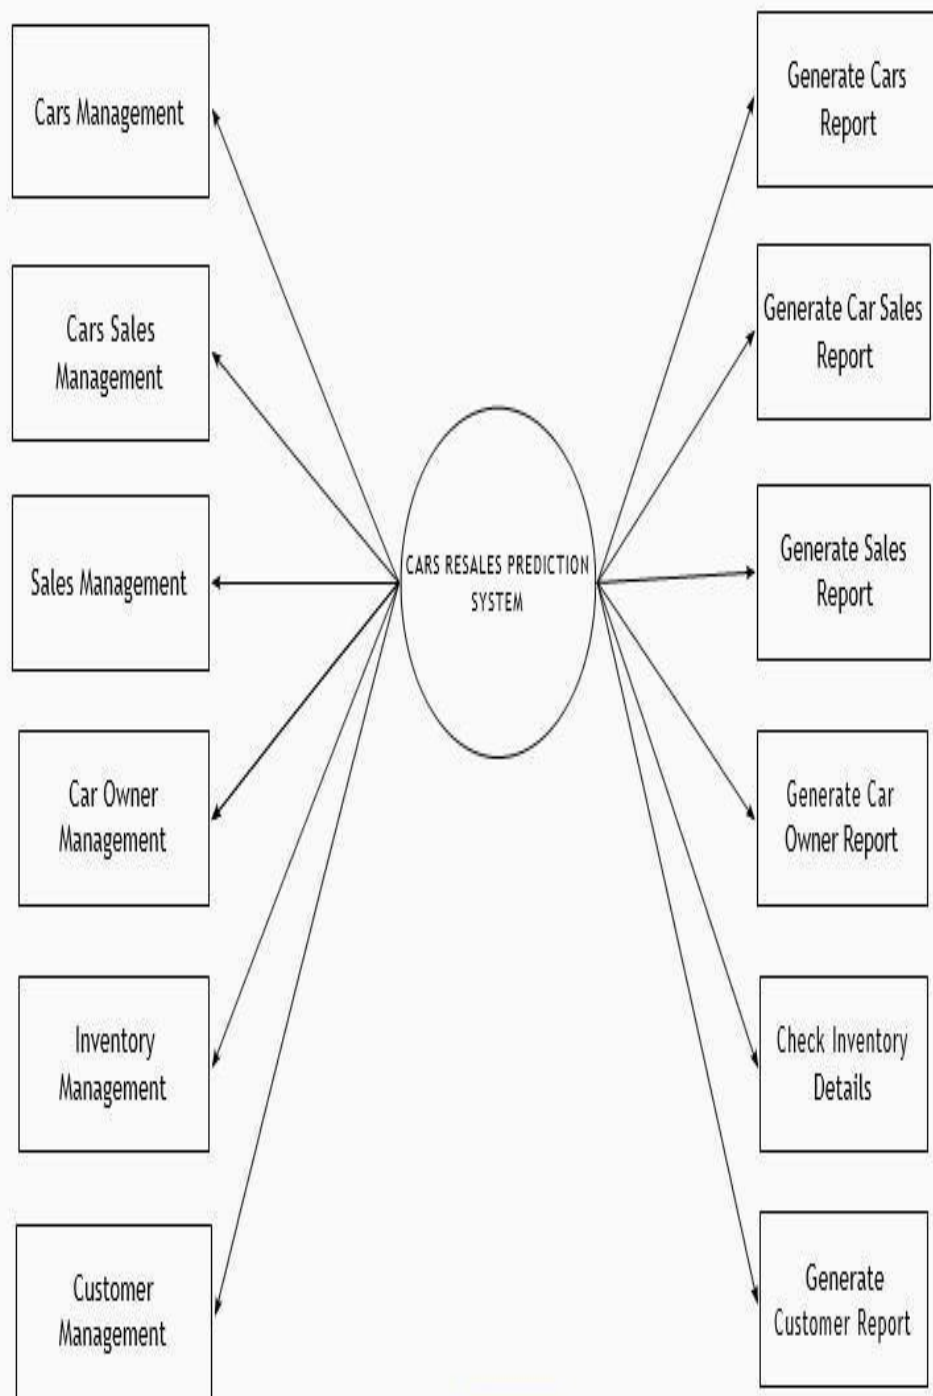 Cars Management
Cars Sales
Management
Sales Management
Car Owner
Management
Inventory
Management
Customer
Management
CARS RESALES PREDICTION
SYSTEM
Generate Cars
Report
Generate Car Sales
Report
Generate Sales
Report
Generate Car
Owner Report
Check Inventory
Details
Generate
Customer Report